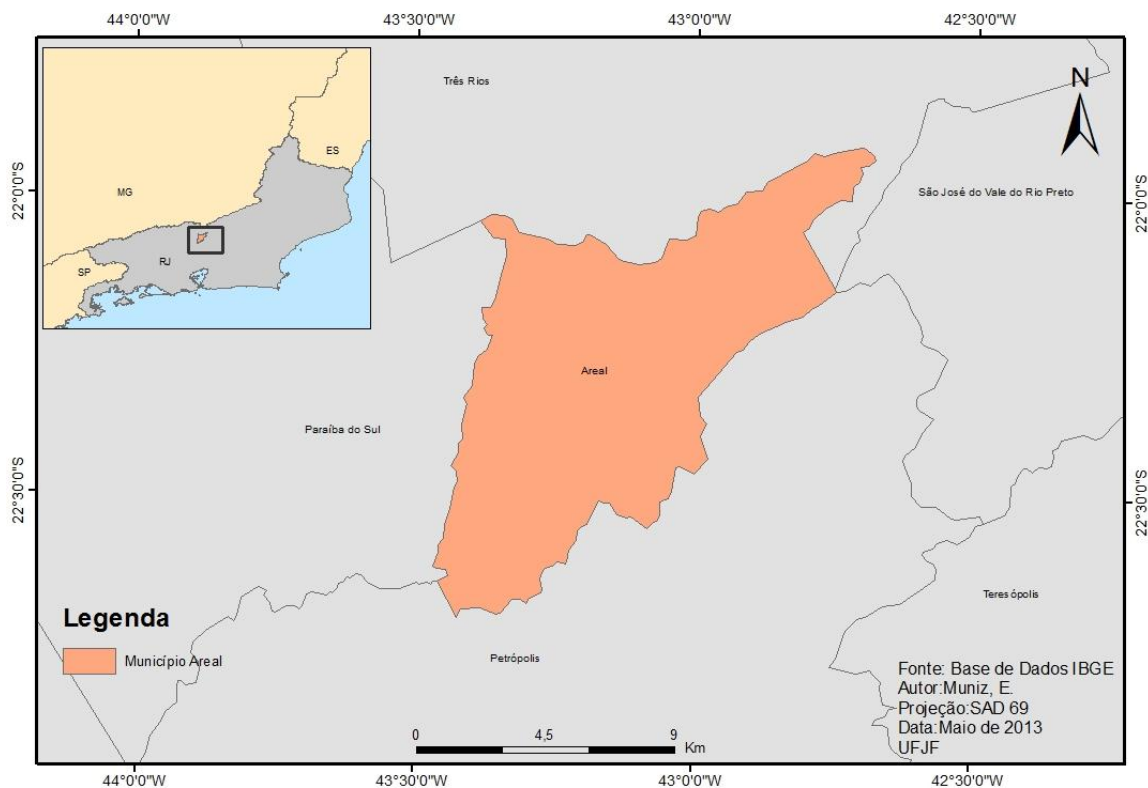 44°0'0"W
43°30'0"W
43°0'0"W
42°30'0"W
22°0'0"S
22°30'0"S
22°0'0"S
22°30'0"S
MG
ES
SP
RJ
N
Três Rios
São José do Vale do Rio Preto
Areal
Paraíba do Sul
Teresópolis
Petrópolis
Legenda
Município Areal
0 4,5 9
Km
Fonte: Base de Dados IBGE
Autor:Muniz, E.
Projeção:SAD 69
Data:Maio de 2013
UFJF
44°0'0"W
43°30'0"W
43°0'0"W
42°30'0"W